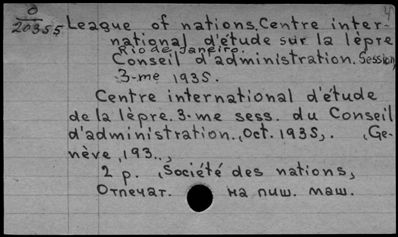 о
20355
League of nations, Centre inter-
national d'étude sur la lèpre
Rio de Janeiro.
Conseil d'administration. Session,
3-me 1935.
Centre international d'étude
de la lèpre. 3-me sess. du Conseil
d'administration., Oct. 1935,. , Ge-
nève, 193..,
2 p. , Société des nations,
Отпечат. на пиш. маш.